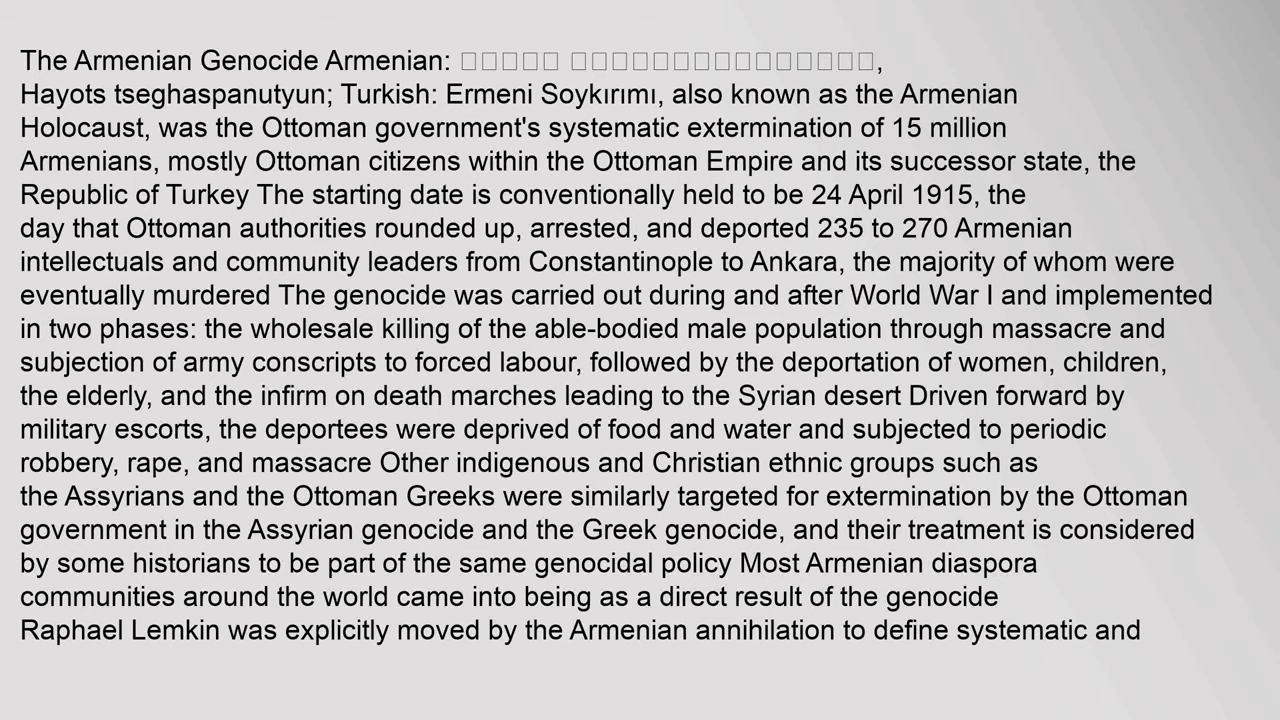 The Armenian Genocide Armenian: □□□□□ □□□□□□□□□□□□□□□,
Hayots tseghaspanutyun; Turkish: Ermeni Soykırımı, also known as the Armenian
Holocaust, was the Ottoman government's systematic extermination of 15 million
Armenians, mostly Ottoman citizens within the Ottoman Empire and its successor state, the
Republic of Turkey The starting date is conventionally held to be 24 April 1915, the
day that Ottoman authorities rounded up, arrested, and deported 235 to 270 Armenian
intellectuals and community leaders from Constantinople to Ankara, the majority of whom were
eventually murdered The genocide was carried out during and after World War I and implemented
in two phases: the wholesale killing of the able-bodied male population through massacre and
subjection of army conscripts to forced labour, followed by the deportation of women, children,
the elderly, and the infirm on death marches leading to the Syrian desert Driven forward by
military escorts, the deportees were deprived of food and water and subjected to periodic
robbery, rape, and massacre Other indigenous and Christian ethnic groups such as
the Assyrians and the Ottoman Greeks were similarly targeted for extermination by the Ottoman
government in the Assyrian genocide and the Greek genocide, and their treatment is considered
by some historians to be part of the same genocidal policy Most Armenian diaspora
communities around the world came into being as a direct result of the genocide
Raphael Lemkin was explicitly moved by the Armenian annihilation to define systematic and